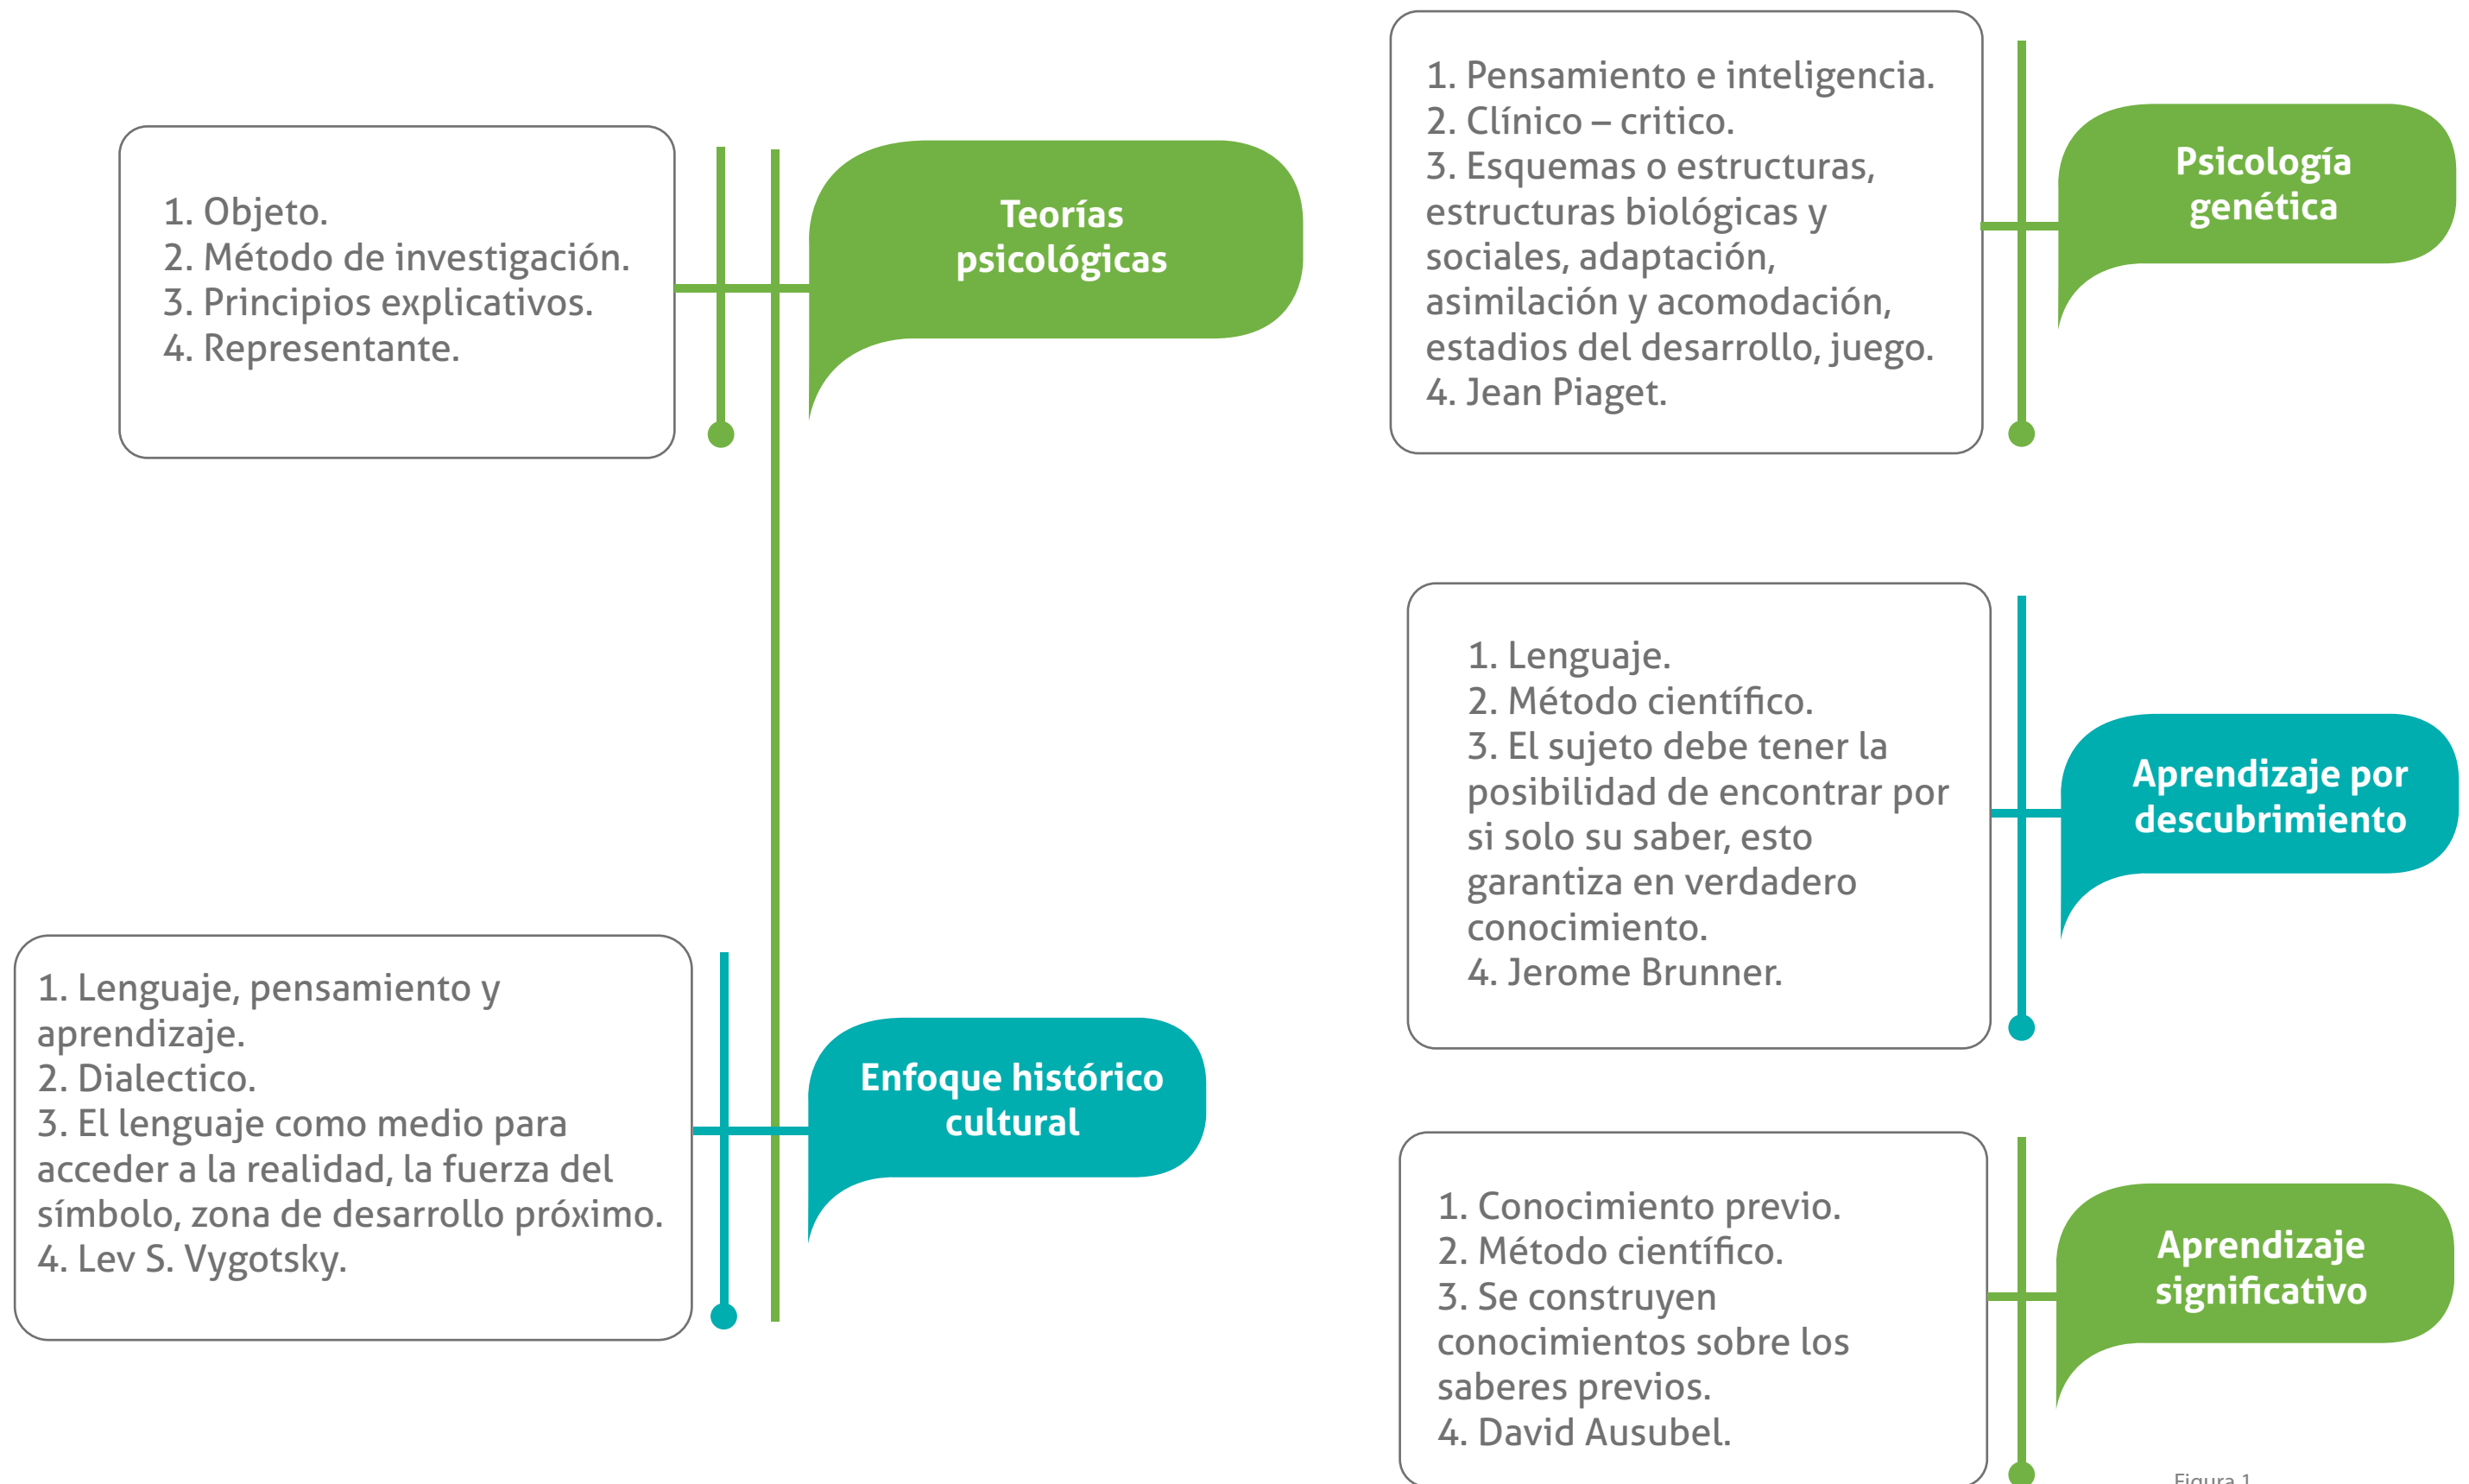 1. Objeto.
2. Método de investigación.
3. Principios explicativos.
4. Representante.
Teorías
psicológicas
1. Lenguaje, pensamiento y
aprendizaje.
2. Dialectico.
3. El lenguaje como medio para
acceder a la realidad, la fuerza del
símbolo, zona de desarrollo próximo.
4. Lev S. Vygotsky.
Enfoque histórico
cultural
1. Pensamiento e inteligencia.
2. Clínico – critico.
3. Esquemas o estructuras,
estructuras biológicas y
sociales, adaptación,
asimilación y acomodación,
estadios del desarrollo, juego.
4. Jean Piaget.
Psicología
genética
1. Lenguaje.
2. Método científico.
3. El sujeto debe tener la
posibilidad de encontrar por
si solo su saber, esto
garantiza en verdadero
conocimiento.
4. Jerome Brunner.
Aprendizaje por
descubrimiento
1. Conocimiento previo.
2. Método científico.
3. Se construyen
conocimientos sobre los
saberes previos.
4. David Ausubel.
Aprendizaje
significativo
Figura 1